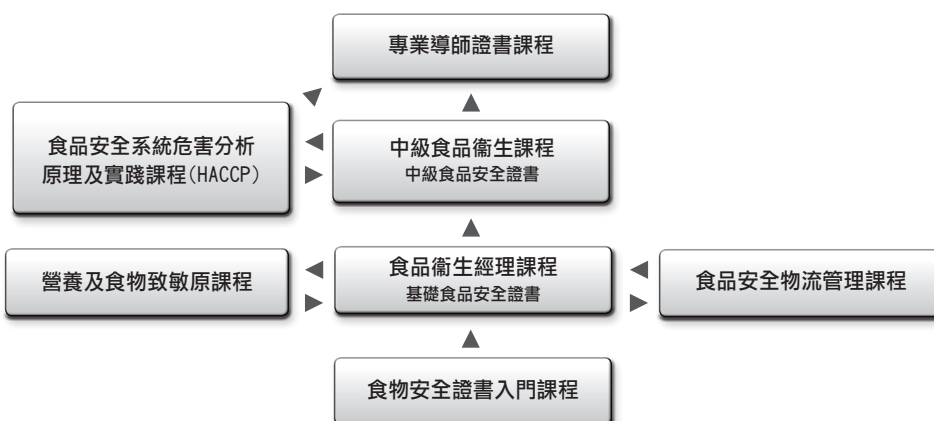 專業導師證書課程
食品安全系統危害分析
原理及實踐課程(HACCP)
中級食品衞生課程
中級食品安全證書
營養及食物致敏原課程
食品衞生經理課程
基礎食品安全證書
食品安全物流管理課程
食物安全證書入門課程